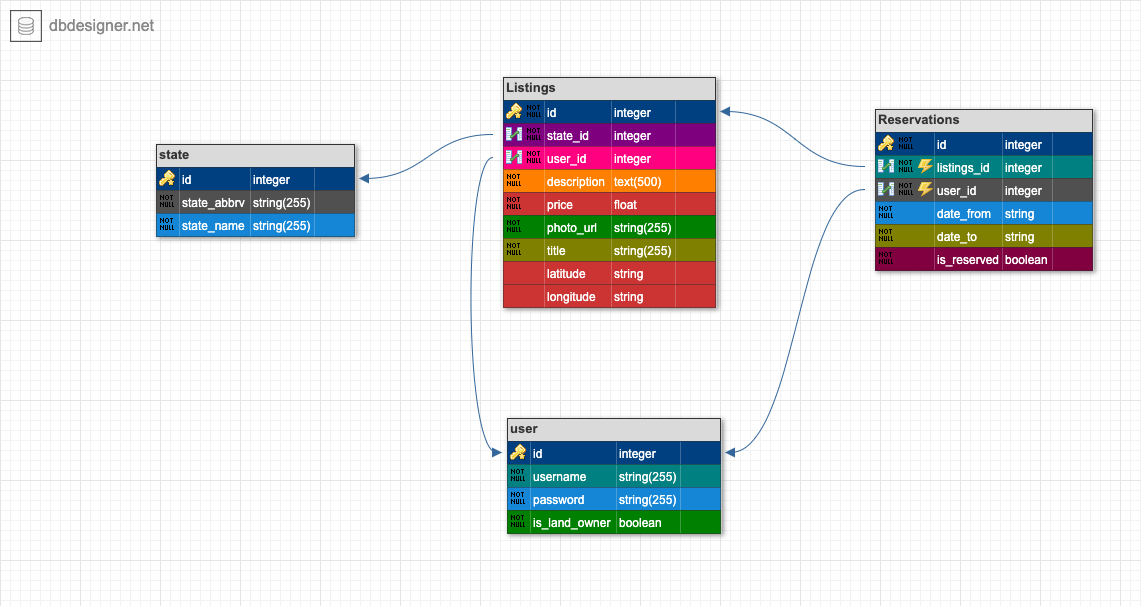 dbdesigner.net
state
id integer
NOT NULL state_abbrv string(255)
NOT NULL state_name string(255)
Listings
NOT NULL id integer
NOT NULL state_id integer
NOT NULL user_id integer
NOT NULL description text(500)
NOT NULL price float
NOT NULL photo_url string(255)
NOT NULL title string(255)
latitude string
longitude string
Reservations
NOT NULL id integer
NOT NULL listings_id integer
NOT NULL user_id integer
NOT NULL date_from string
NOT NULL date_to string
NOT NULL is_reserved boolean
user
id integer
NOT NULL username string(255)
NOT NULL password string(255)
NOT NULL is_land_owner boolean